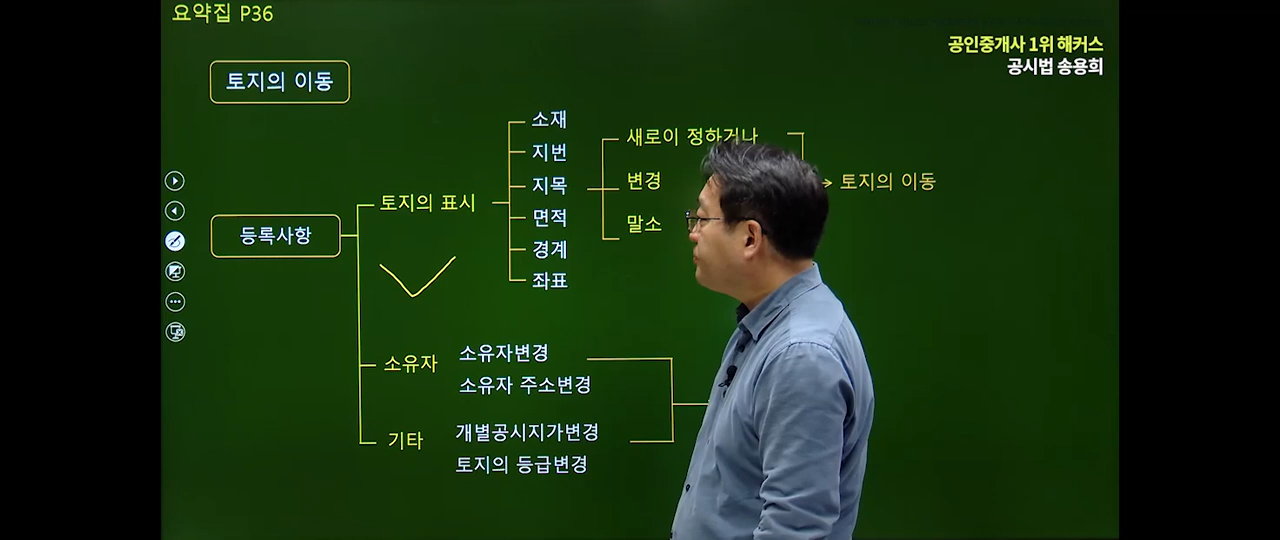 요약집 P36
공인중개사 1위 해커스
공시법 송용희
토지의 이동
등록사항
토지의 표시
소재
지번
지목
면적
경계
좌표
새로이 정하거나
변경
말소
토지의 이동
소유자
소유자변경
소유자 주소변경
기타
개별공시지가변경
토지의 등급변경